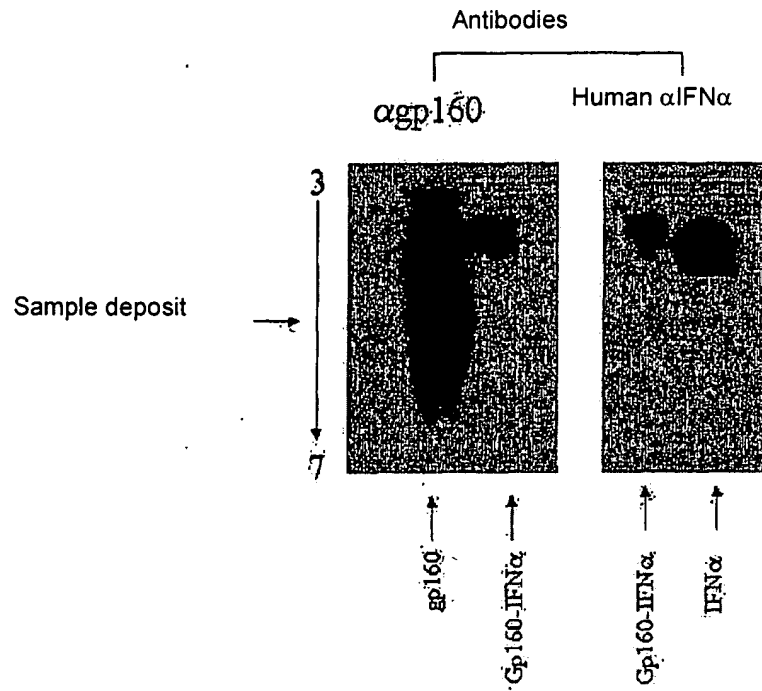 Antibodies
αgp160
Human αIFNα
3
Sample deposit
7
gp160
Gp160-IFNα
Gp160-IFNα
IFNα